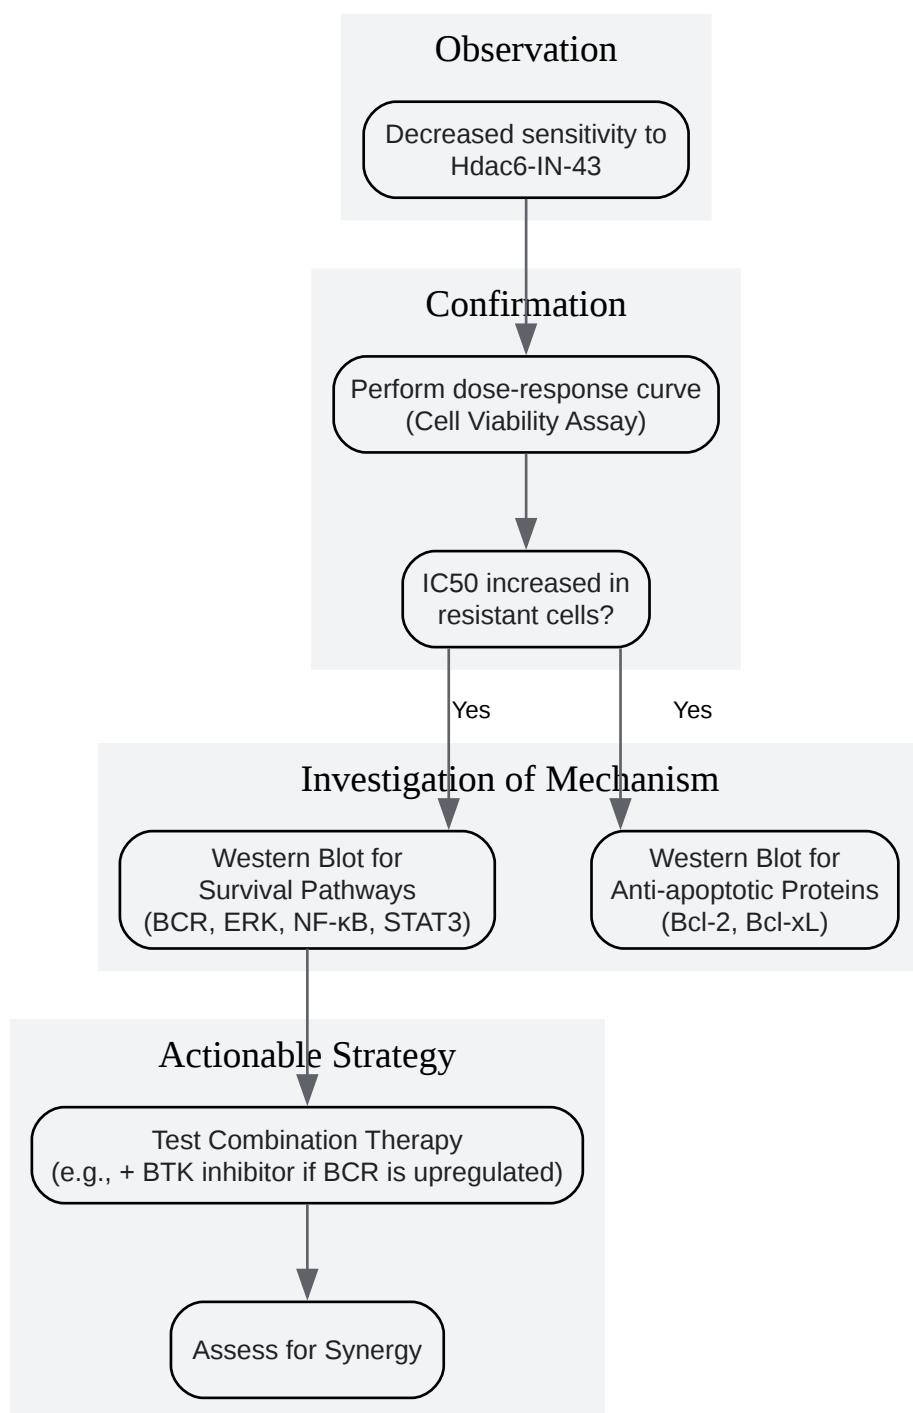 Observation
Decreased sensitivity to
Hdac6-IN-43
Confirmation
Perform dose-response curve
(Cell Viability Assay)
IC50 increased in
resistant cells?
Yes
Yes
Investigation of Mechanism
Western Blot for
Survival Pathways
(BCR, ERK, NF-κB, STAT3)
Western Blot for
Anti-apoptotic Proteins
(Bcl-2, Bcl-xL)
Actionable Strategy
Test Combination Therapy
(e.g., + BTK inhibitor if BCR is upregulated)
Assess for Synergy